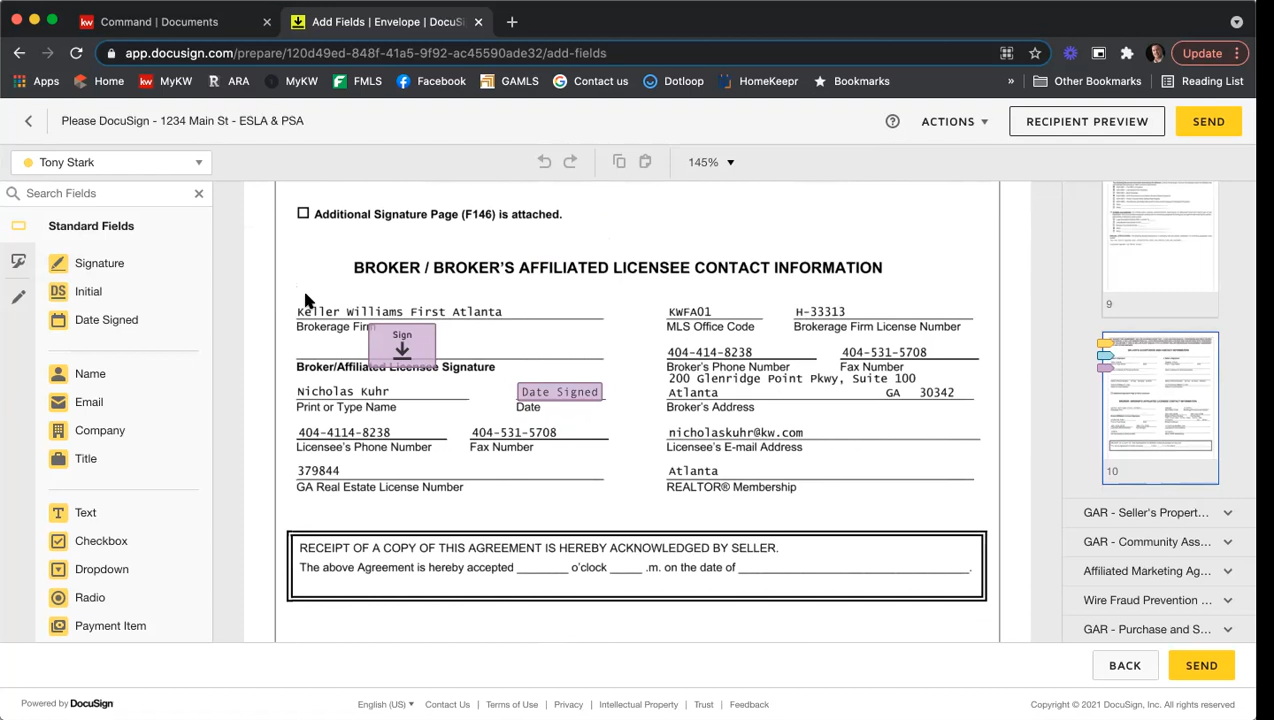 Command | Documents
Add Fields | Envelope | DocuSi
app.docusign.com/prepare/120d49ed-848f-41a5-9f92-ac45590ade32/add-fields
Update
Apps
Home
kw MyKW
R ARA
MyKW
FMLS
Facebook
GAMLS
Contact us
Dotloop
HomeKeepr
Bookmarks
»
Other Bookmarks
Reading List
Please DocuSign - 1234 Main St - ESLA & PSA
ACTIONS
RECIPIENT PREVIEW
SEND
Tony Stark
145%
Search Fields
Standard Fields
Signature
DS Initial
Date Signed
Name
Email
Company
Title
Text
Checkbox
Dropdown
Radio
Payment Item
Additional Signature Page (F146) is attached.
BROKER / BROKER'S AFFILIATED LICENSEE CONTACT INFORMATION
Keller Williams First Atlanta
Brokerage Firm
Sign
Broker/Affiliated Licensee Signature
Nicholas Kuhr
Date Signed
Print or Type Name
Date
404-4114-8238
404-531-5708
Licensee's Phone Number
Fax Number
379844
GA Real Estate License Number
KWFA01
H-33313
MLS Office Code
Brokerage Firm License Number
404-414-8238
404-531-5708
Broker's Phone Number
Fax Number
200 Glenridge Point Pkwy, Suite 100
Atlanta GA 30342
Broker's Address
nicholaskuhr@kw.com
Licensee's E-mail Address
Atlanta
REALTOR® Membership
RECEIPT OF A COPY OF THIS AGREEMENT IS HEREBY ACKNOWLEDGED BY SELLER.
The above Agreement is hereby accepted ________ o'clock _____ .m. on the date of ____________________.
9
10
GAR - Seller's Propert...
GAR - Community Ass...
Affiliated Marketing Ag...
Wire Fraud Prevention ...
GAR - Purchase and S...
BACK
SEND
Powered by DocuSign
English (US)
Contact Us
Terms of Use
Privacy
Intellectual Property
Trust
Feedback
Copyright © 2021 DocuSign, Inc. All rights reserved